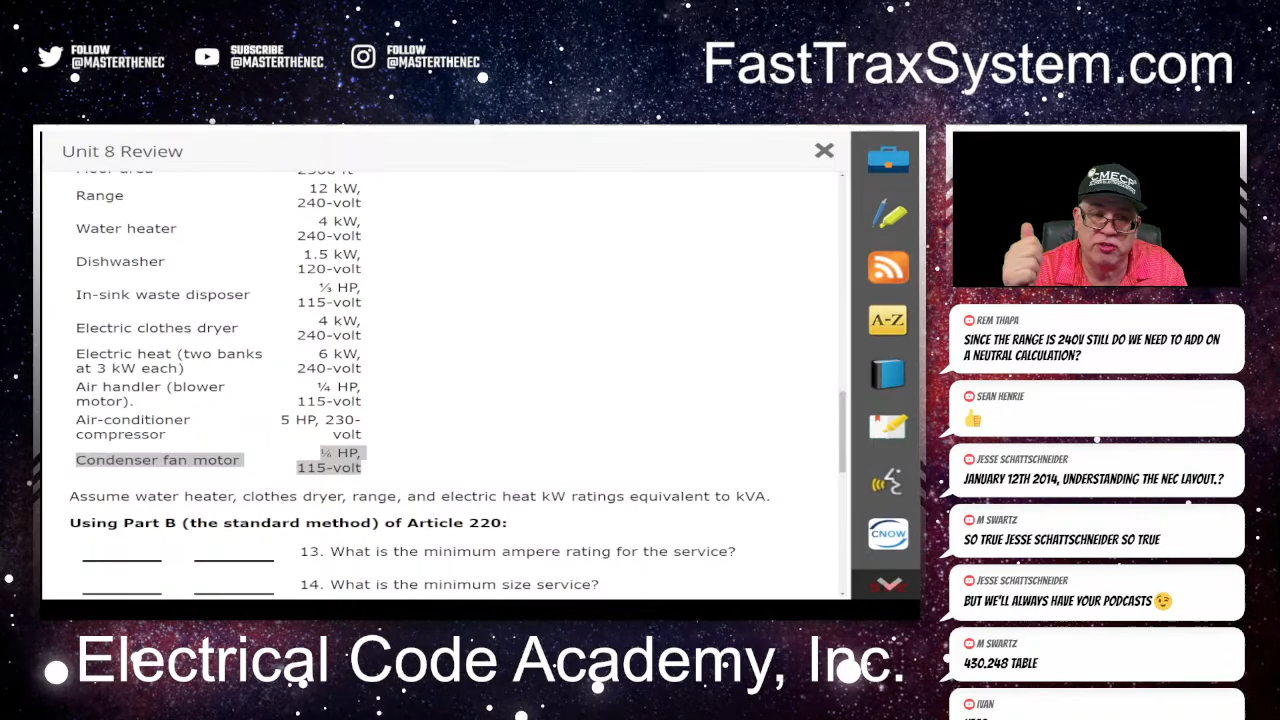 FOLLOW
@MASTERTHENEC
SUBSCRIBE
@MASTERTHENEC
FOLLOW
@MASTERTHENEC
FastTraxSystem.com
Unit 8 Review
Range 12 kW, 240-volt
Water heater 4 kW, 240-volt
Dishwasher 1.5 kW, 120-volt
In-sink waste disposer ⅓ HP, 115-volt
Electric clothes dryer 4 kW, 240-volt
Electric heat (two banks at 3 kW each) 6 kW, 240-volt
Air handler (blower motor). ¼ HP, 115-volt
Air-conditioner compressor 5 HP, 230-volt
Condenser fan motor HP, 115-volt
Assume water heater, clothes dryer, range, and electric heat kW ratings equivalent to kVA.
Using Part B (the standard method) of Article 220:
13. What is the minimum ampere rating for the service?
14. What is the minimum size service?
A-Z
CNOW
CMECP
REM THAPA
SINCE THE RANGE IS 240V STILL DO WE NEED TO ADD ON
A NEUTRAL CALCULATION?
SEAN HENRIE
👍
JESSE SCHATTSCHNEIDER
JANUARY 12TH 2014, UNDERSTANDING THE NEC LAYOUT.?
M SWARTZ
SO TRUE JESSE SCHATTSCHNEIDER SO TRUE
JESSE SCHATTSCHNEIDER
BUT WE'LL ALWAYS HAVE YOUR PODCASTS 😉
M SWARTZ
430.248 TABLE
IVAN
Electrical Code Academy, Inc.